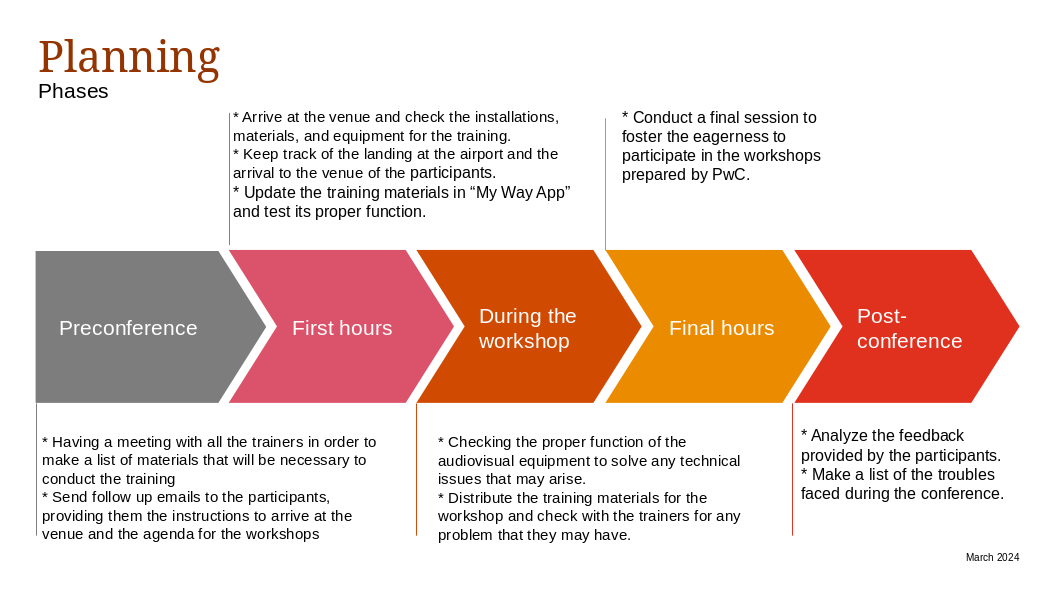 Planning
Phases
* Arrive at the venue and check the installations,
materials, and equipment for the training.
* Keep track of the landing at the airport and the
arrival to the venue of the participants.
* Update the training materials in “My Way App”
and test its proper function.
* Conduct a final session to
foster the eagerness to
participate in the workshops
prepared by PwC.
Preconference
First hours
During the
workshop
Final hours
Post-
conference
* Having a meeting with all the trainers in order to
make a list of materials that will be necessary to
conduct the training
* Send follow up emails to the participants,
providing them the instructions to arrive at the
venue and the agenda for the workshops
* Checking the proper function of the
audiovisual equipment to solve any technical
issues that may arise.
* Distribute the training materials for the
workshop and check with the trainers for any
problem that they may have.
* Analyze the feedback
provided by the participants.
* Make a list of the troubles
faced during the conference.
March 2024